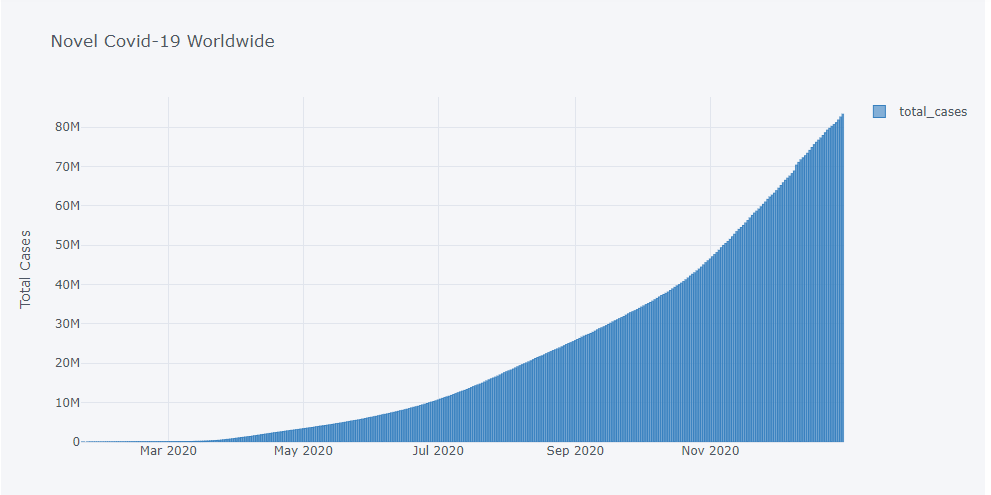 Novel Covid-19 Worldwide
total_cases
Total Cases
80M
70M
60M
50M
40M
30M
20M
10M
0
Mar 2020 May 2020 Jul 2020 Sep 2020 Nov 2020